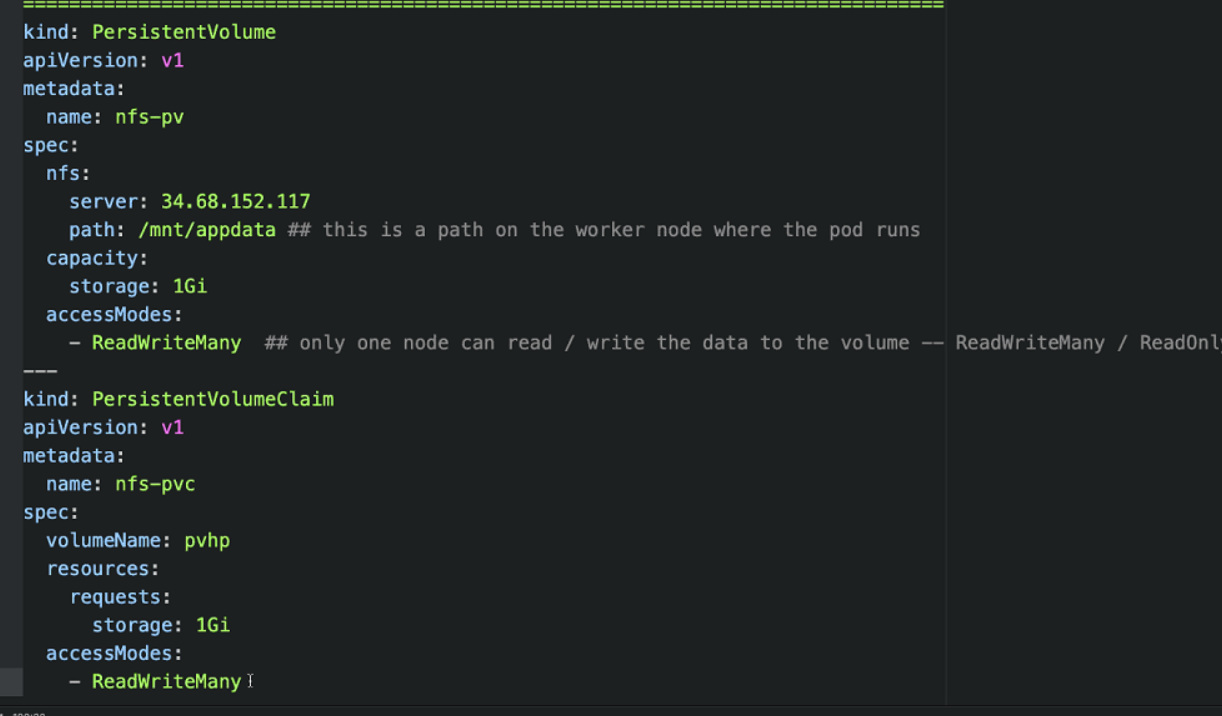 ================================================================================
kind: PersistentVolume
apiVersion: v1
metadata:
  name: nfs-pv
spec:
  nfs:
    server: 34.68.152.117
    path: /mnt/appdata ## this is a path on the worker node where the pod runs
  capacity:
    storage: 1Gi
  accessModes:
    - ReadWriteMany  ## only one node can read / write the data to the volume -- ReadWriteMany / ReadOnly
---
kind: PersistentVolumeClaim
apiVersion: v1
metadata:
  name: nfs-pvc
spec:
  volumeName: pvhp
  resources:
    requests:
      storage: 1Gi
  accessModes:
    - ReadWriteMany